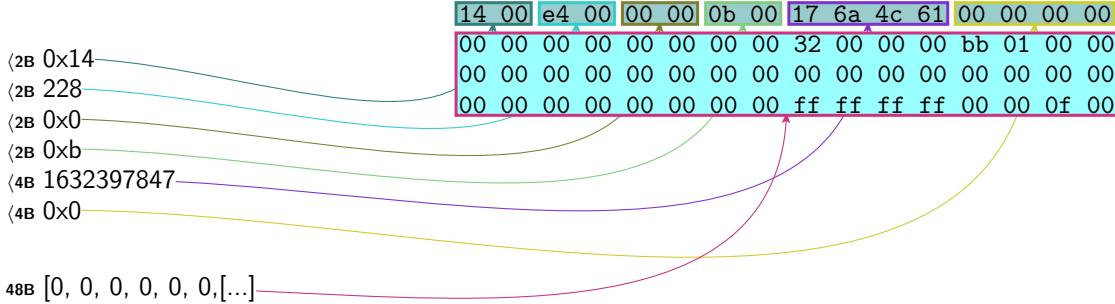 14 00 e4 00 00 00 0b 00 17 6a 4c 61 00 00 00 00
00 00 00 00 00 00 00 00 32 00 00 00 bb 01 00 00
00 00 00 00 00 00 00 00 00 00 00 00 00 00 00 00
00 00 00 00 00 00 00 00 ff ff ff ff 00 00 0f 00
⟨2B 0x14
⟨2B 228
⟨2B 0x0
⟨2B 0xb
⟨4B 1632397847
⟨4B 0x0
48B [0, 0, 0, 0, 0, 0,[...]